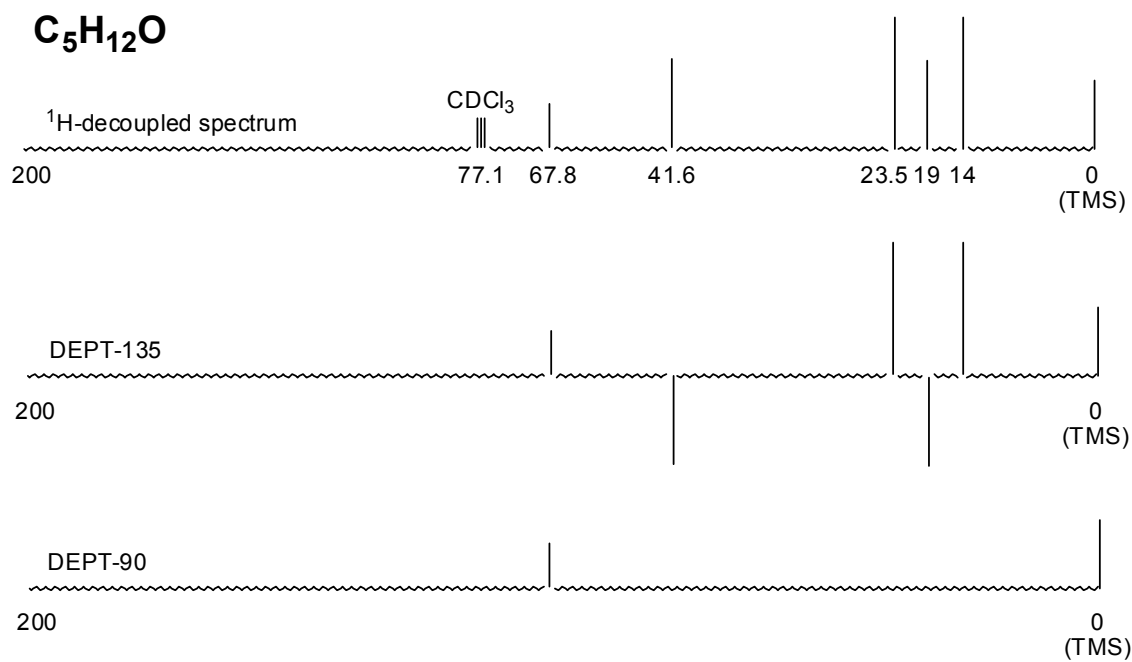 C5H12O
CDCl3
1H-decoupled spectrum
200 77.1 67.8 41.6 23.5 19 14 0
(TMS)
DEPT-135
200 0
(TMS)
DEPT-90
200 0
(TMS)